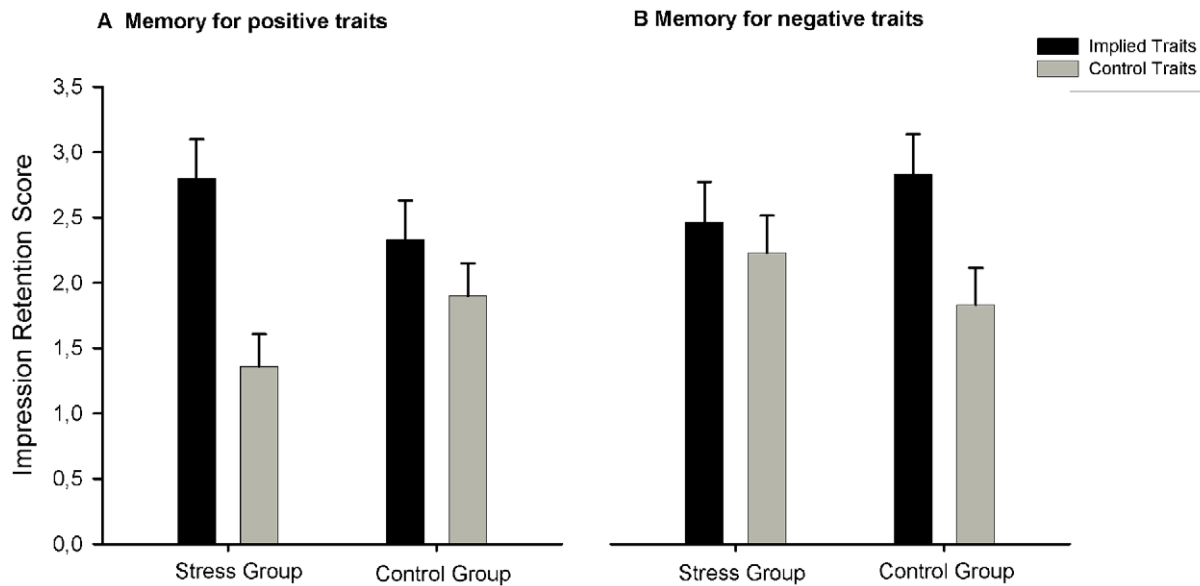 A Memory for positive traits
B Memory for negative traits
Implied Traits
Control Traits
Impression Retention Score
3,5
3,0
2,5
2,0
1,5
1,0
0,5
0,0
Stress Group
Control Group
Stress Group
Control Group